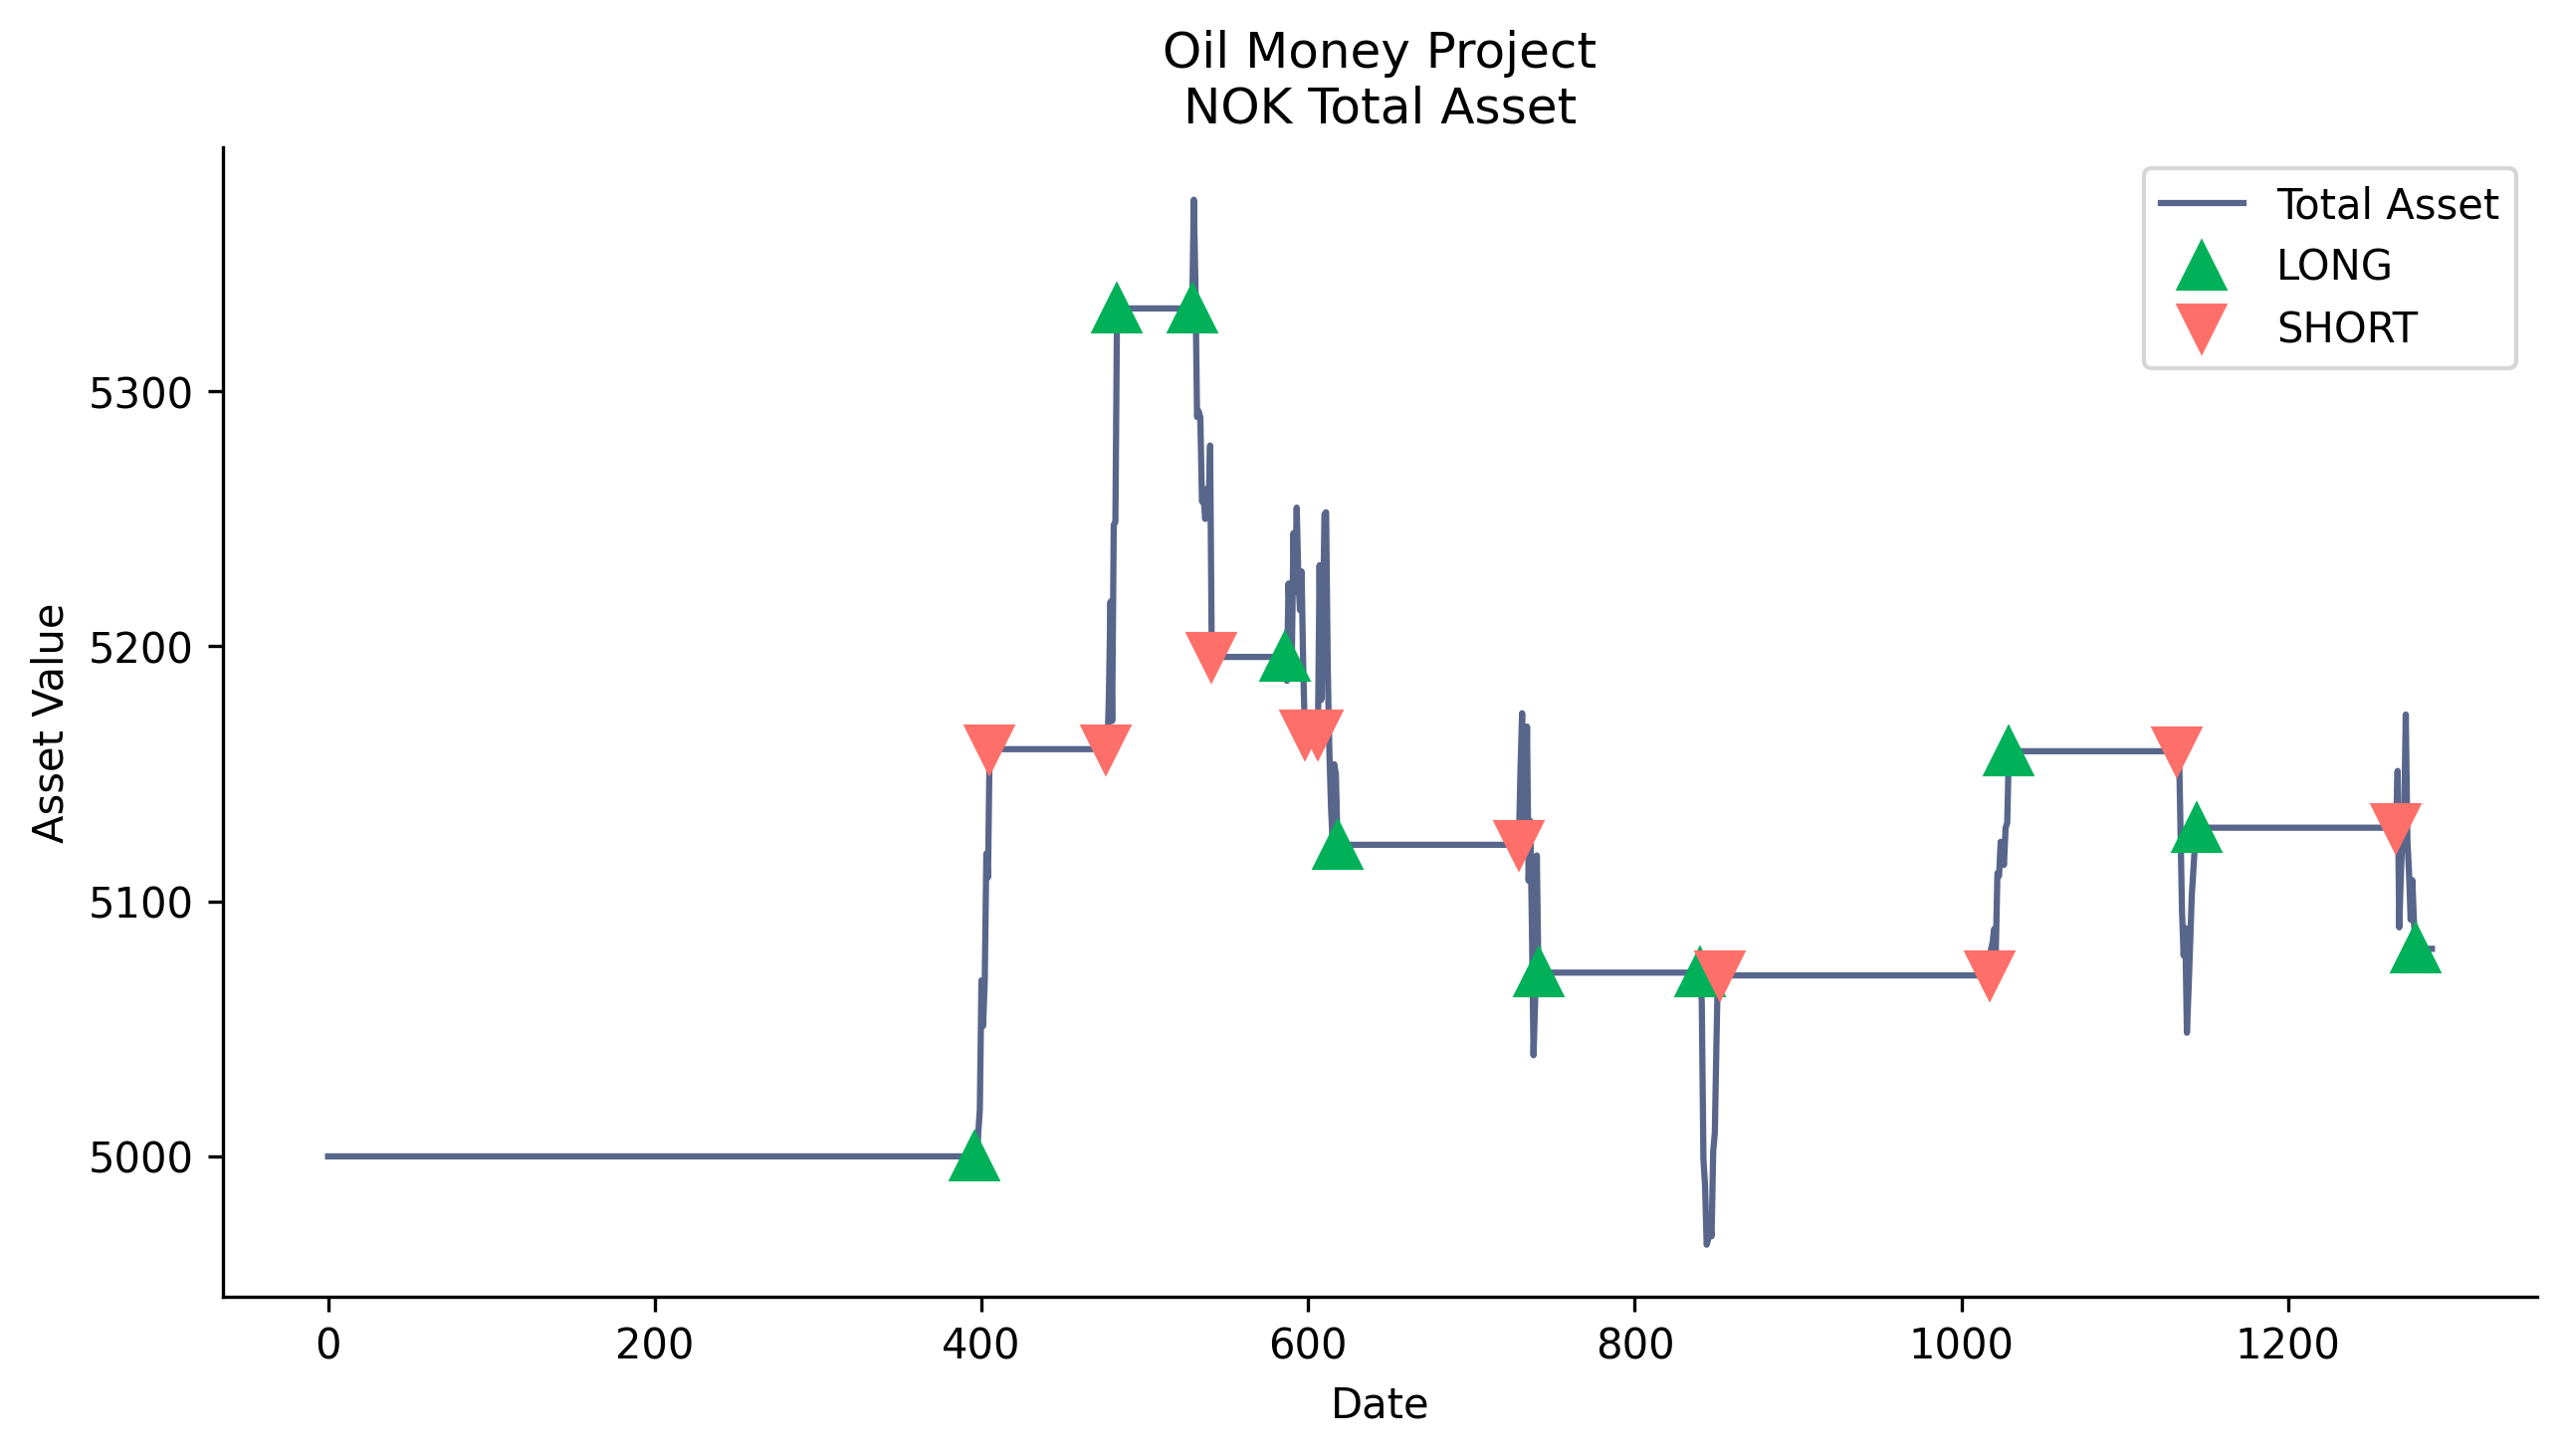 Oil Money Project
NOK Total Asset
Total Asset
LONG
SHORT
Asset Value
5300
5200
5100
5000
0 200 400 600 800 1000 1200
Date